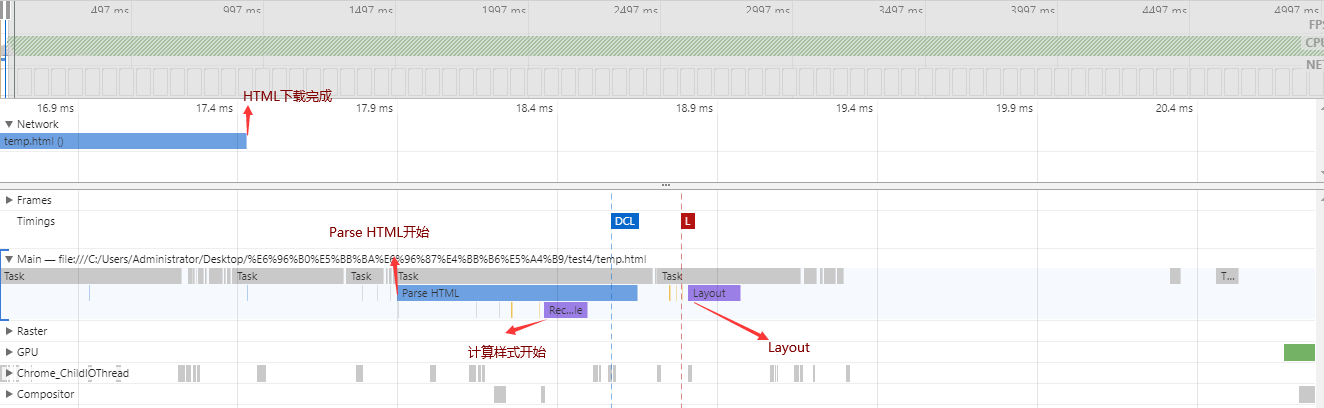 497 ms 997 ms 1497 ms 1997 ms 2497 ms 2997 ms 3997 ms 4497 ms 4997 ms
FPS
CPU
NET
HTML下载完成
16.9 ms 17.4 ms 17.9 ms 18.4 ms 18.9 ms 19.4 ms 19.9 ms 20.4 ms
▼ Network
temp.html ()
...
▶ Frames
Timings DCL L
Parse HTML开始
▼ Main — file:///C:/Users/Administrator/Desktop/%E6%96%B0%E5%BB%BA%E6%96%87%E4%BB%B6%E5%A4%B9/test4/temp.html
Task Task Task Task Task T...
Parse HTML Layout
Rec...le
▶ Raster
计算样式开始 Layout
▶ GPU
▶ Chrome_ChildIOThread
▶ Compositor